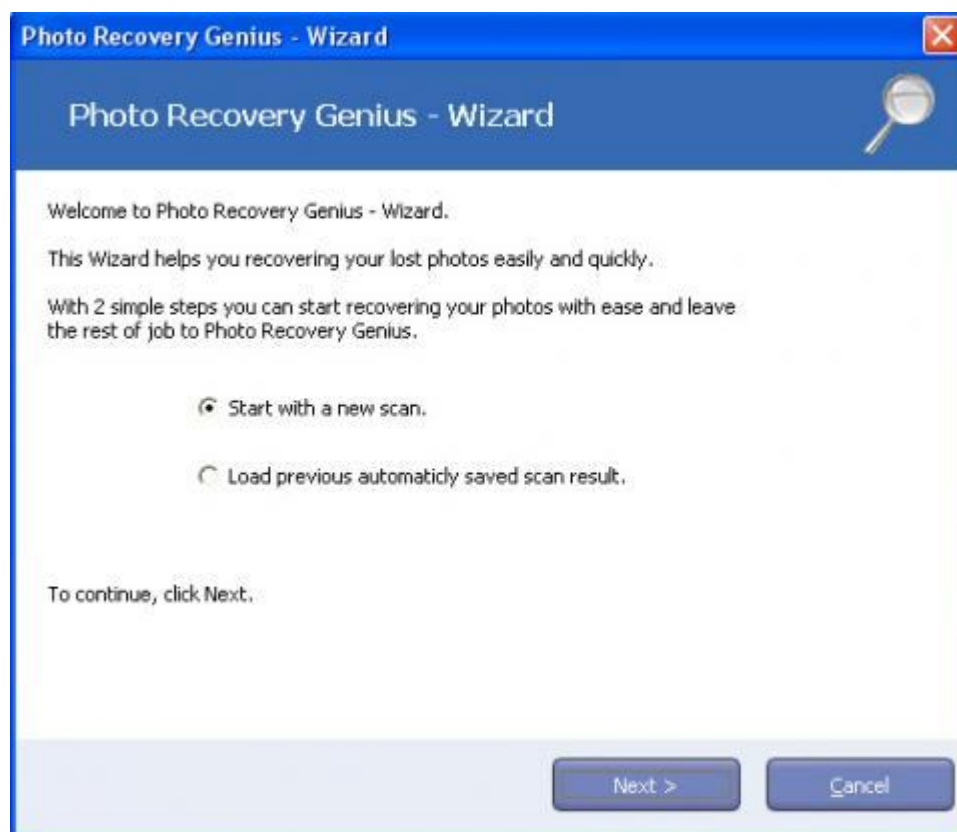 Photo Recovery Genius - Wizard
Photo Recovery Genius - Wizard
Welcome to Photo Recovery Genius - Wizard.
This Wizard helps you recovering your lost photos easily and quickly.
With 2 simple steps you can start recovering your photos with ease and leave
the rest of job to Photo Recovery Genius.
Start with a new scan.
Load previous automaticly saved scan result.
To continue, click Next.
Next >
Cancel